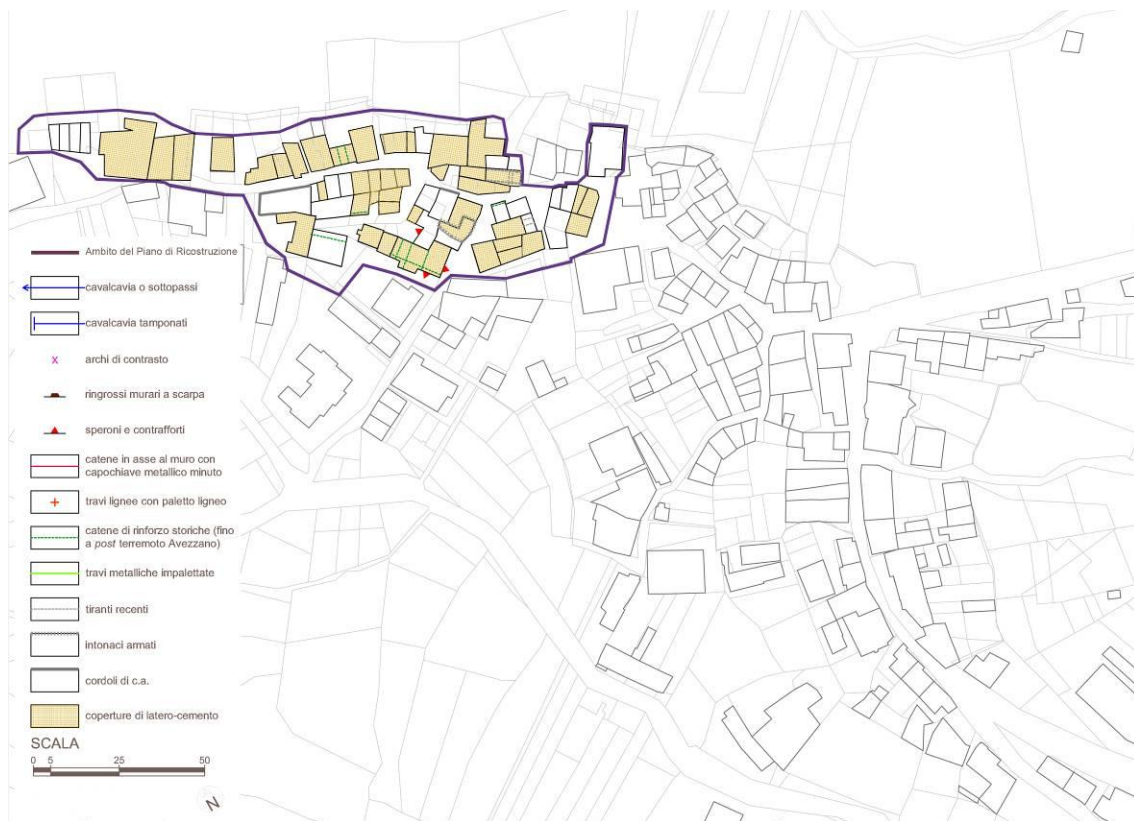 Ambito del Piano di Ricostruzione
cavalcavia o sottopassi
cavalcavia tamponati
archi di contrasto
ringrossi murari a scarpa
speroni e contrafforti
catene in asse al muro con
capochiave metallico minuto
travi lignee con paletto ligneo
catene di rinforzo storiche (fino
a post terremoto Avezzano)
travi metalliche impalettate
tiranti recenti
intonaci armati
cordoli di c.a.
coperture di latero-cemento
SCALA
0 5 25 50
N